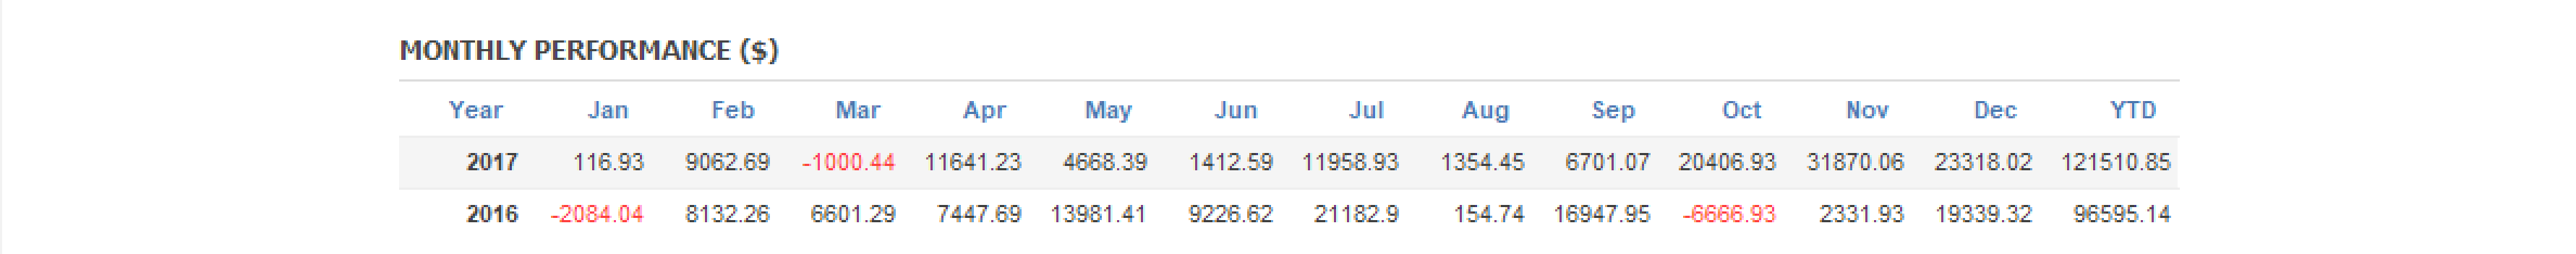 MONTHLY PERFORMANCE ($)
Year Jan Feb Mar Apr May Jun Jul Aug Sep Oct Nov Dec YTD
2017 116.93 9062.69 -1000.44 11641.23 4668.39 1412.59 11958.93 1354.45 6701.07 20406.93 31870.06 23318.02 121510.85
2016 -2084.04 8132.26 6601.29 7447.69 13981.41 9226.62 21182.9 154.74 16947.95 -6666.93 2331.93 19339.32 96595.14